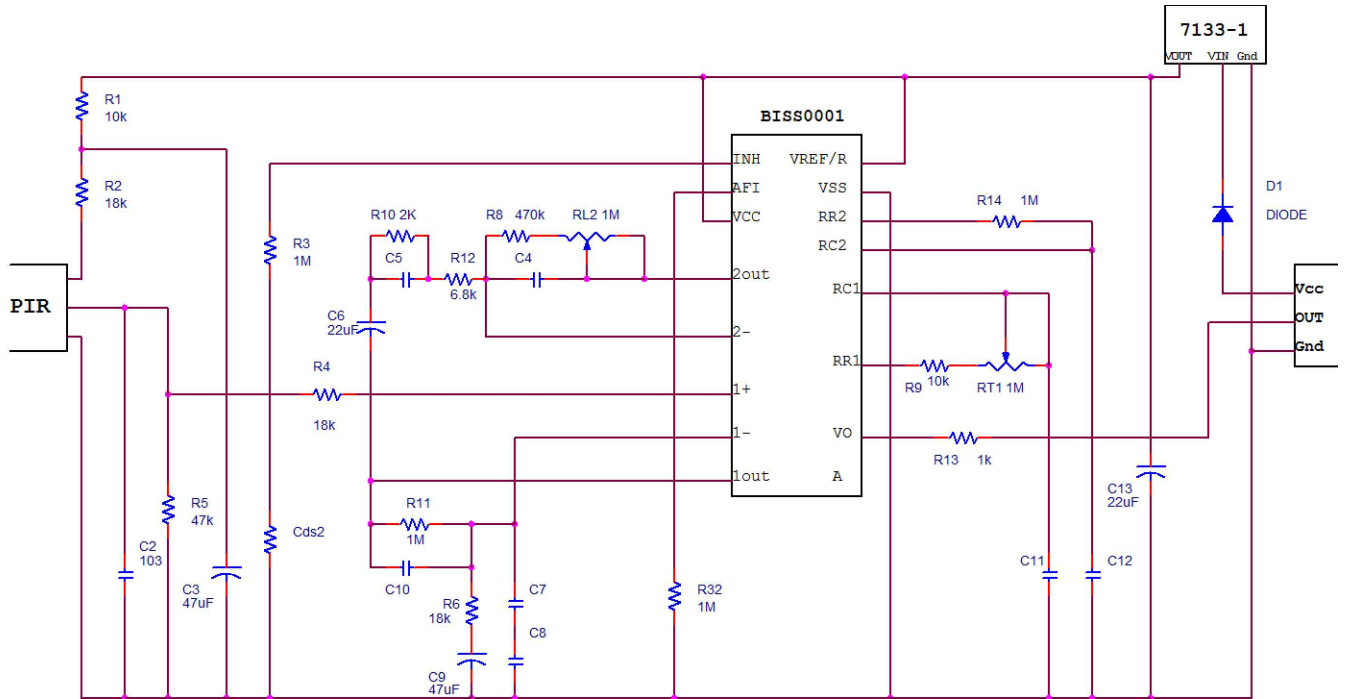 7133-1
VOUT VIN Gnd
R1
10k
BISS0001
INH VREF/R
R2
18k
AFI VSS
D1
DIODE
R10 2K
R8 470k RL2 1M
VCC RR2
R14 1M
R3
1M
C5
R12
6.8k
C4
RC2
2out
RC1
Vcc
PIR
C6
22uF
OUT
2-
Gnd
R4
18k
RR1
R9
10k
RT1 1M
1+
1- VO
R13 1k
1out A
R5
47k
R11
1M
C13
22uF
Cds2
C2
103
C3
47uF
C10
C7
R6
18k
C8
R32
1M
C11
C12
C9
47uF